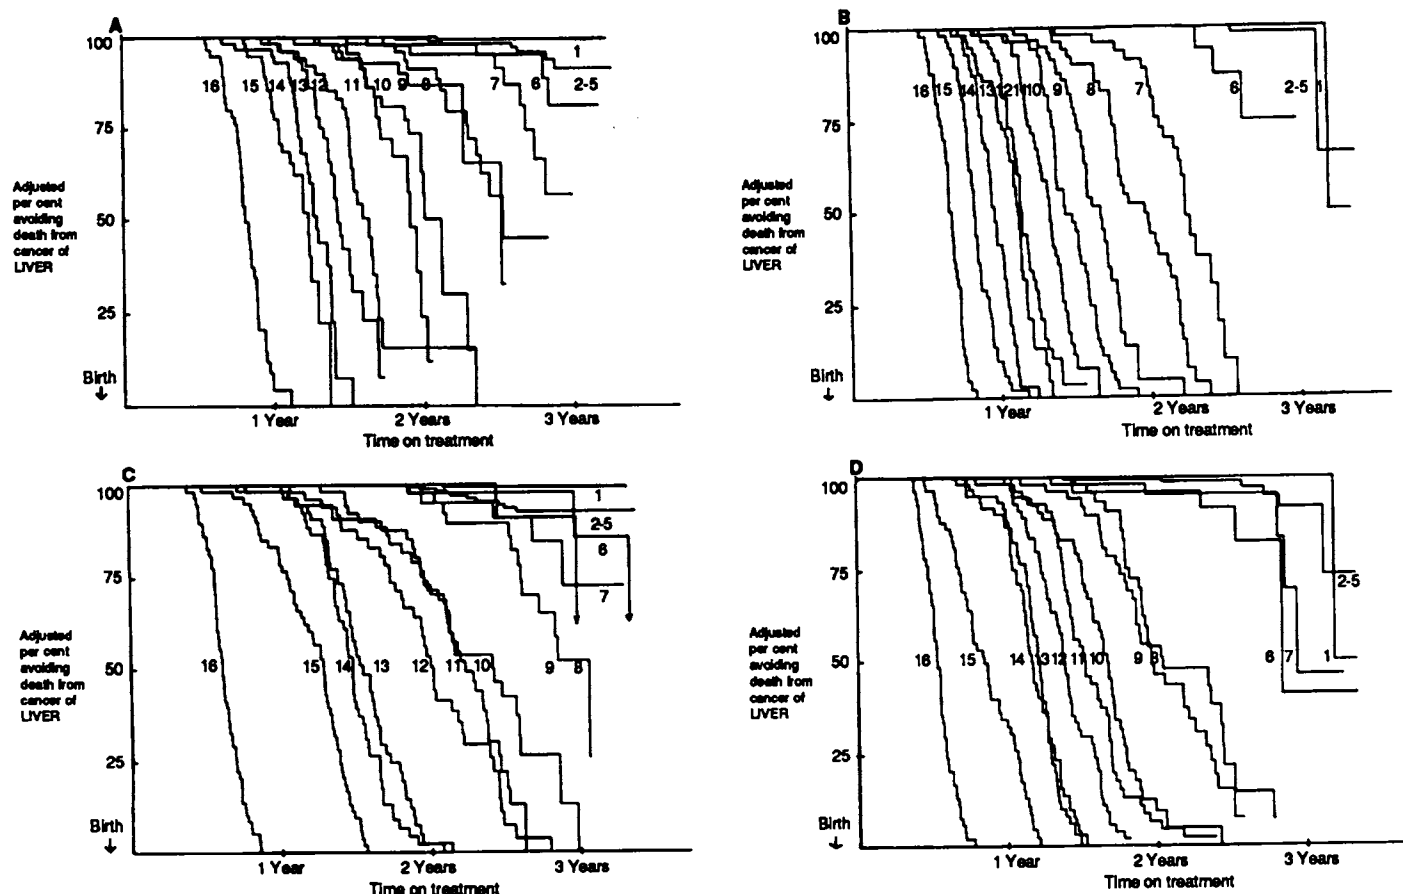 A
100
75
50
25
Adjusted
per cent
avoiding
death from
cancer of
LIVER
Birth
↓
16 15 14 13 12 11 10 9 8 7 6 2-5
1
1 Year 2 Years 3 Years
Time on treatment
B
100
75
50
25
Adjusted
per cent
avoiding
death from
cancer of
LIVER
Birth
↓
16 15 14 13 12 11 10 9 8 7 6 2-5 1
1 Year 2 Years 3 Years
Time on treatment
C
100
75
50
25
Adjusted
per cent
avoiding
death from
cancer of
LIVER
Birth
↓
1
2-5
6
7
16 15 14 13 12 11 10 9 8
1 Year 2 Years 3 Years
Time on treatment
D
100
75
50
25
Adjusted
per cent
avoiding
death from
cancer of
LIVER
Birth
↓
2-5
16 15 14 13 12 11 10 9 8 6 7 1
1 Year 2 Years 3 Years
Time on treatment